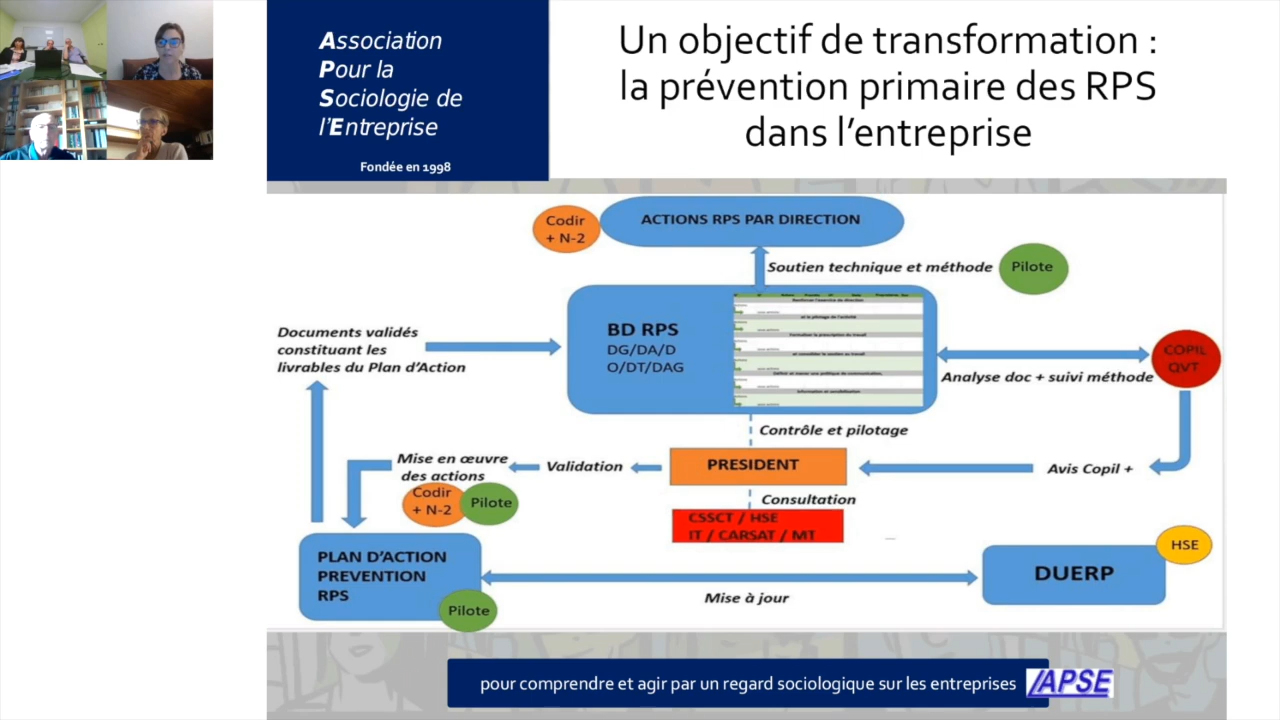 Association
Pour la
Sociologie de
l'Entreprise
Fondée en 1998
Un objectif de transformation :
la prévention primaire des RPS
dans l'entreprise
Codir
+ N-2
ACTIONS RPS PAR DIRECTION
Soutien technique et méthode
Pilote
Documents validés
constituant les
livrables du Plan d'Action
BD RPS
DG/DA/D
O/DT/DAG
COPIL
QVT
Analyse doc + suivi méthode
Contrôle et pilotage
Mise en œuvre
des actions
Validation
PRESIDENT
Avis Copil +
Codir
+ N-2
Pilote
Consultation
CSSCT / HSE
IT / CARSAT / MT
PLAN D'ACTION
PREVENTION
RPS
Pilote
Mise à jour
DUERP
HSE
pour comprendre et agir par un regard sociologique sur les entreprises
APSE